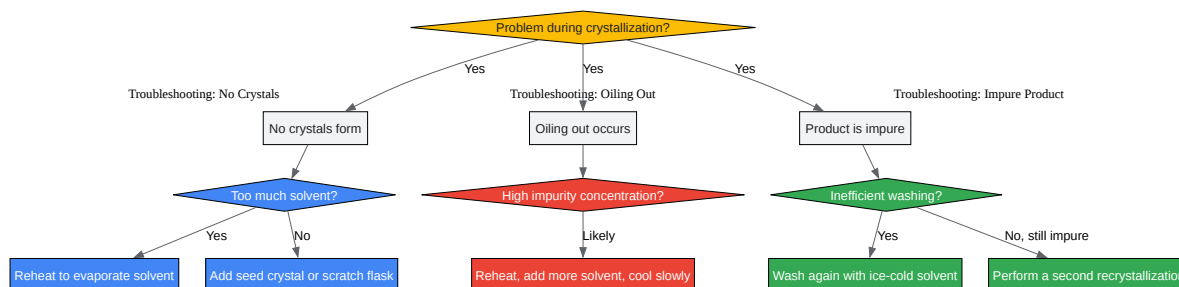 Problem during crystallization?
Yes
Yes
Yes
Troubleshooting: No Crystals
Troubleshooting: Oiling Out
Troubleshooting: Impure Product
No crystals form
Oiling out occurs
Product is impure
Too much solvent?
High impurity concentration?
Inefficient washing?
Yes
No
Likely
Yes
No, still impure
Reheat to evaporate solvent
Add seed crystal or scratch flask
Reheat, add more solvent, cool slowly
Wash again with ice-cold solvent
Perform a second recrystallization